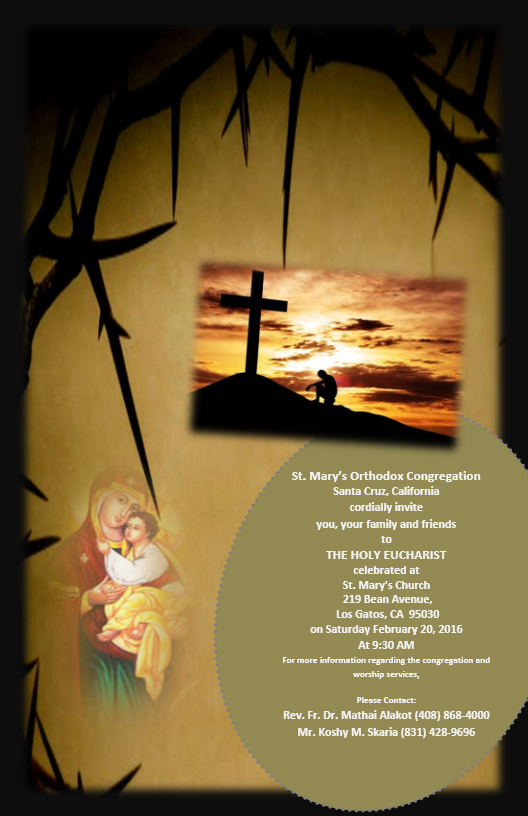 St. Mary's Orthodox Congregation
Santa Cruz, California
cordially invite
you, your family and friends
to
THE HOLY EUCHARIST
celebrated at
St. Mary's Church
219 Bean Avenue,
Los Gatos, CA 95030
on Saturday February 20, 2016
At 9:30 AM
For more information regarding the congregation and
worship services,
Please Contact:
Rev. Fr. Dr. Mathai Alakot (408) 868-4000
Mr. Koshy M. Skaria (831) 428-9696